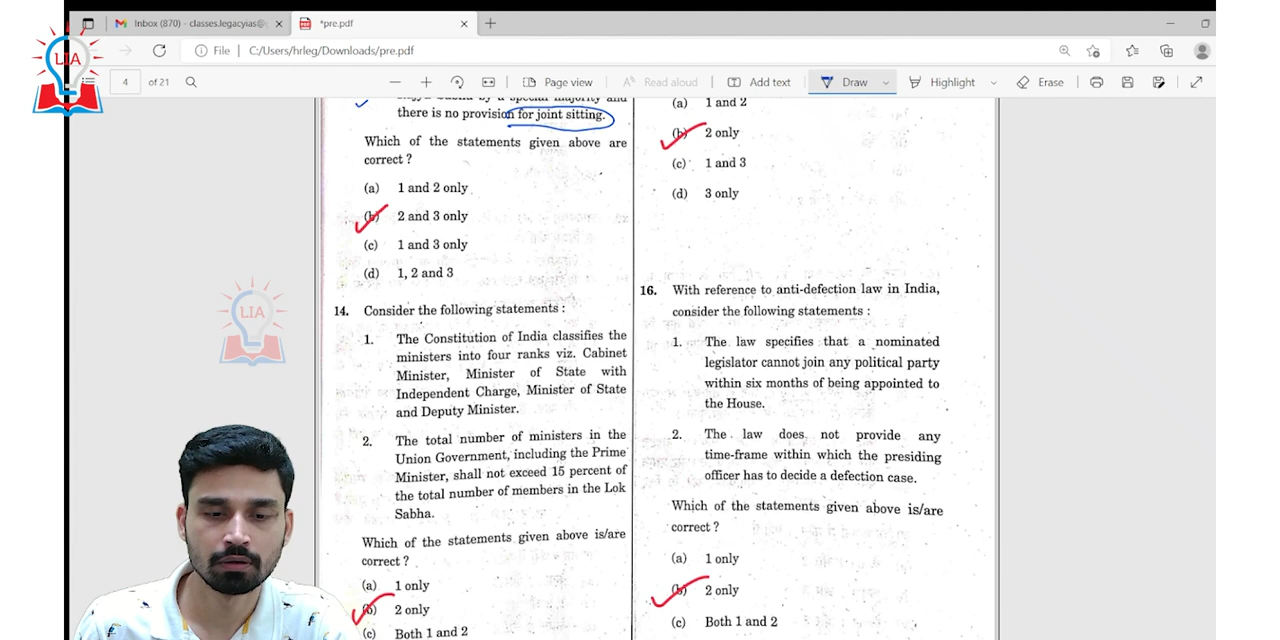 Inbox (870) - classes.legacyias@
*pre.pdf
LIA
File
C:/Users/hrleg/Downloads/pre.pdf
4 of 21
Page view
Read aloud
Add text
Draw
Highlight
Erase
by a special majority and
there is no provision for joint sitting.
Which of the statements given above are
correct ?
(a) 1 and 2 only
(b) 2 and 3 only
(c) 1 and 3 only
(d) 1, 2 and 3
14. Consider the following statements :
1. The Constitution of India classifies the
ministers into four ranks viz. Cabinet
Minister, Minister of State with
Independent Charge, Minister of State
and Deputy Minister.
2. The total number of ministers in the
Union Government, including the Prime
Minister, shall not exceed 15 percent of
the total number of members in the Lok
Sabha.
Which of the statements given above is/are
correct ?
(a) 1 only
(b) 2 only
(c) Both 1 and 2
(a) 1 and 2
(b) 2 only
(c) 1 and 3
(d) 3 only
16. With reference to anti-defection law in India,
consider the following statements :
1. The law specifies that a nominated
legislator cannot join any political party
within six months of being appointed to
the House.
2. The law does not provide any
time-frame within which the presiding
officer has to decide a defection case.
Which of the statements given above is/are
correct ?
(a) 1 only
(b) 2 only
(c) Both 1 and 2
LIA